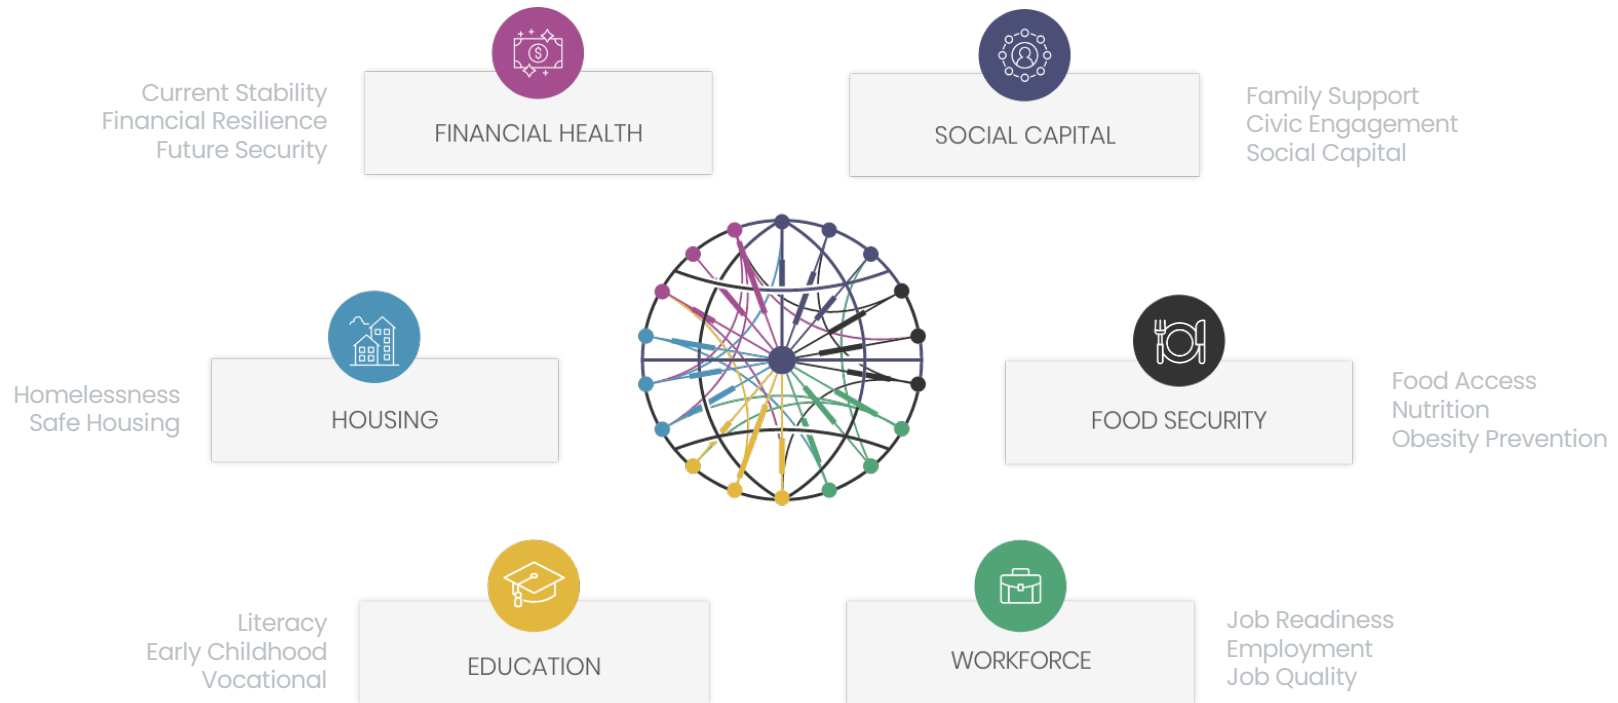 Current Stability
Financial Resilience
Future Security
FINANCIAL HEALTH
SOCIAL CAPITAL
Family Support
Civic Engagement
Social Capital
Homelessness
Safe Housing
HOUSING
FOOD SECURITY
Food Access
Nutrition
Obesity Prevention
Literacy
Early Childhood
Vocational
EDUCATION
WORKFORCE
Job Readiness
Employment
Job Quality
$